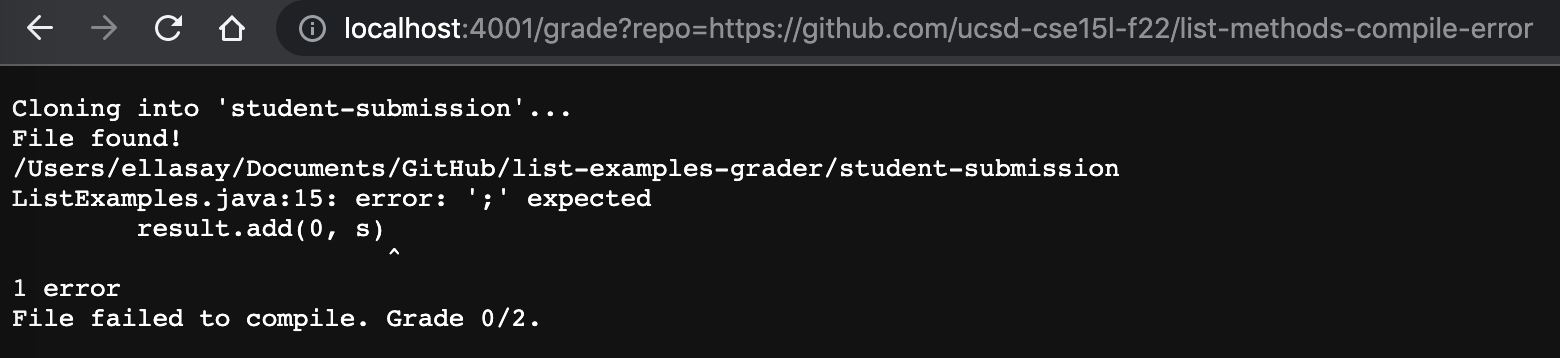 localhost:4001/grade?repo=https://github.com/ucsd-cse15l-f22/list-methods-compile-error
Cloning into 'student-submission'...
File found!
/Users/ellasay/Documents/GitHub/list-examples-grader/student-submission
ListExamples.java:15: error: ';' expected
        result.add(0, s)
                        ^
1 error
File failed to compile. Grade 0/2.